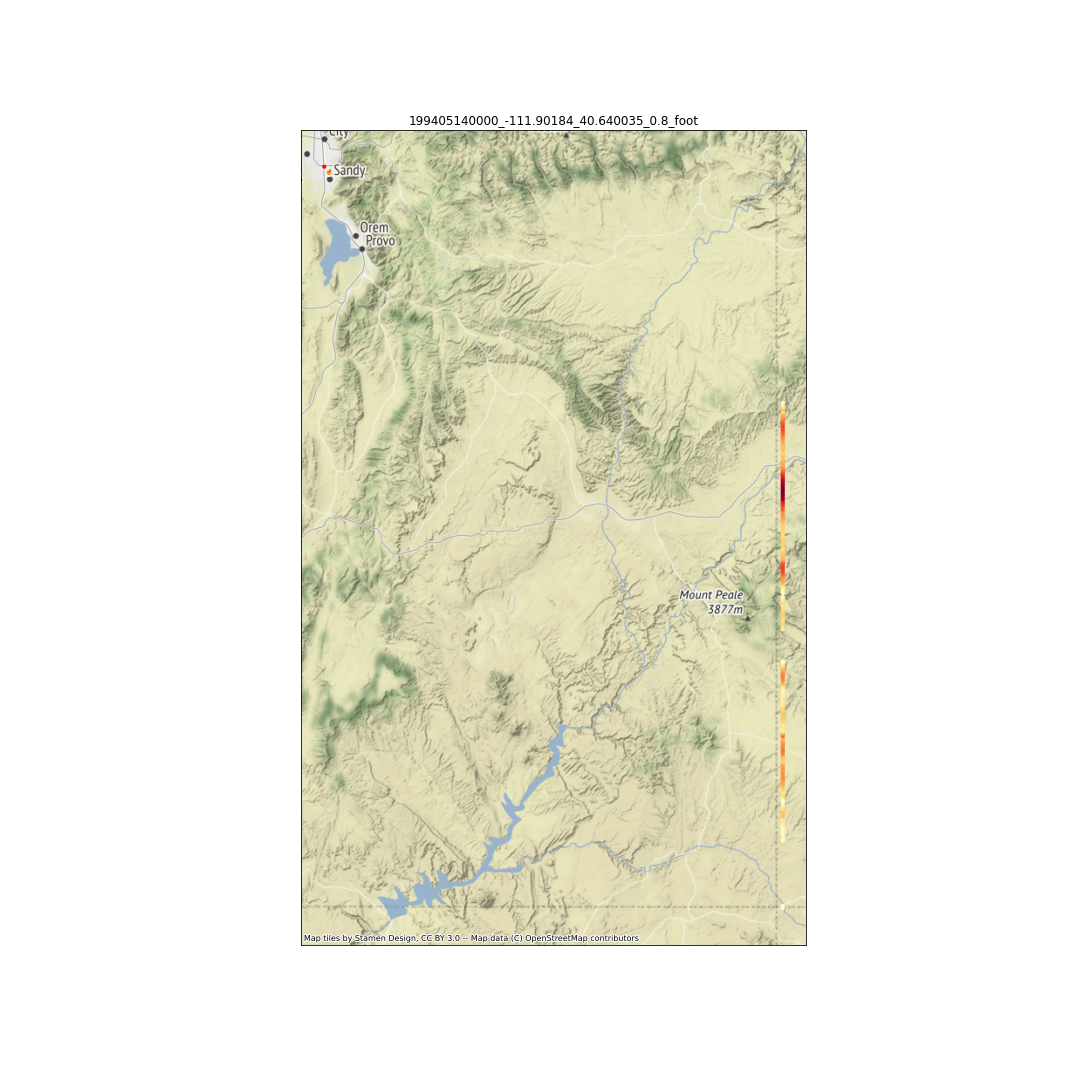 199405140000_-111.90184_40.640035_0.8_foot
City
Sandy
Orem
Provo
Mount Peale
3877m
Map tiles by Stamen Design, CC BY 3.0 -- Map data (C) OpenStreetMap contributors